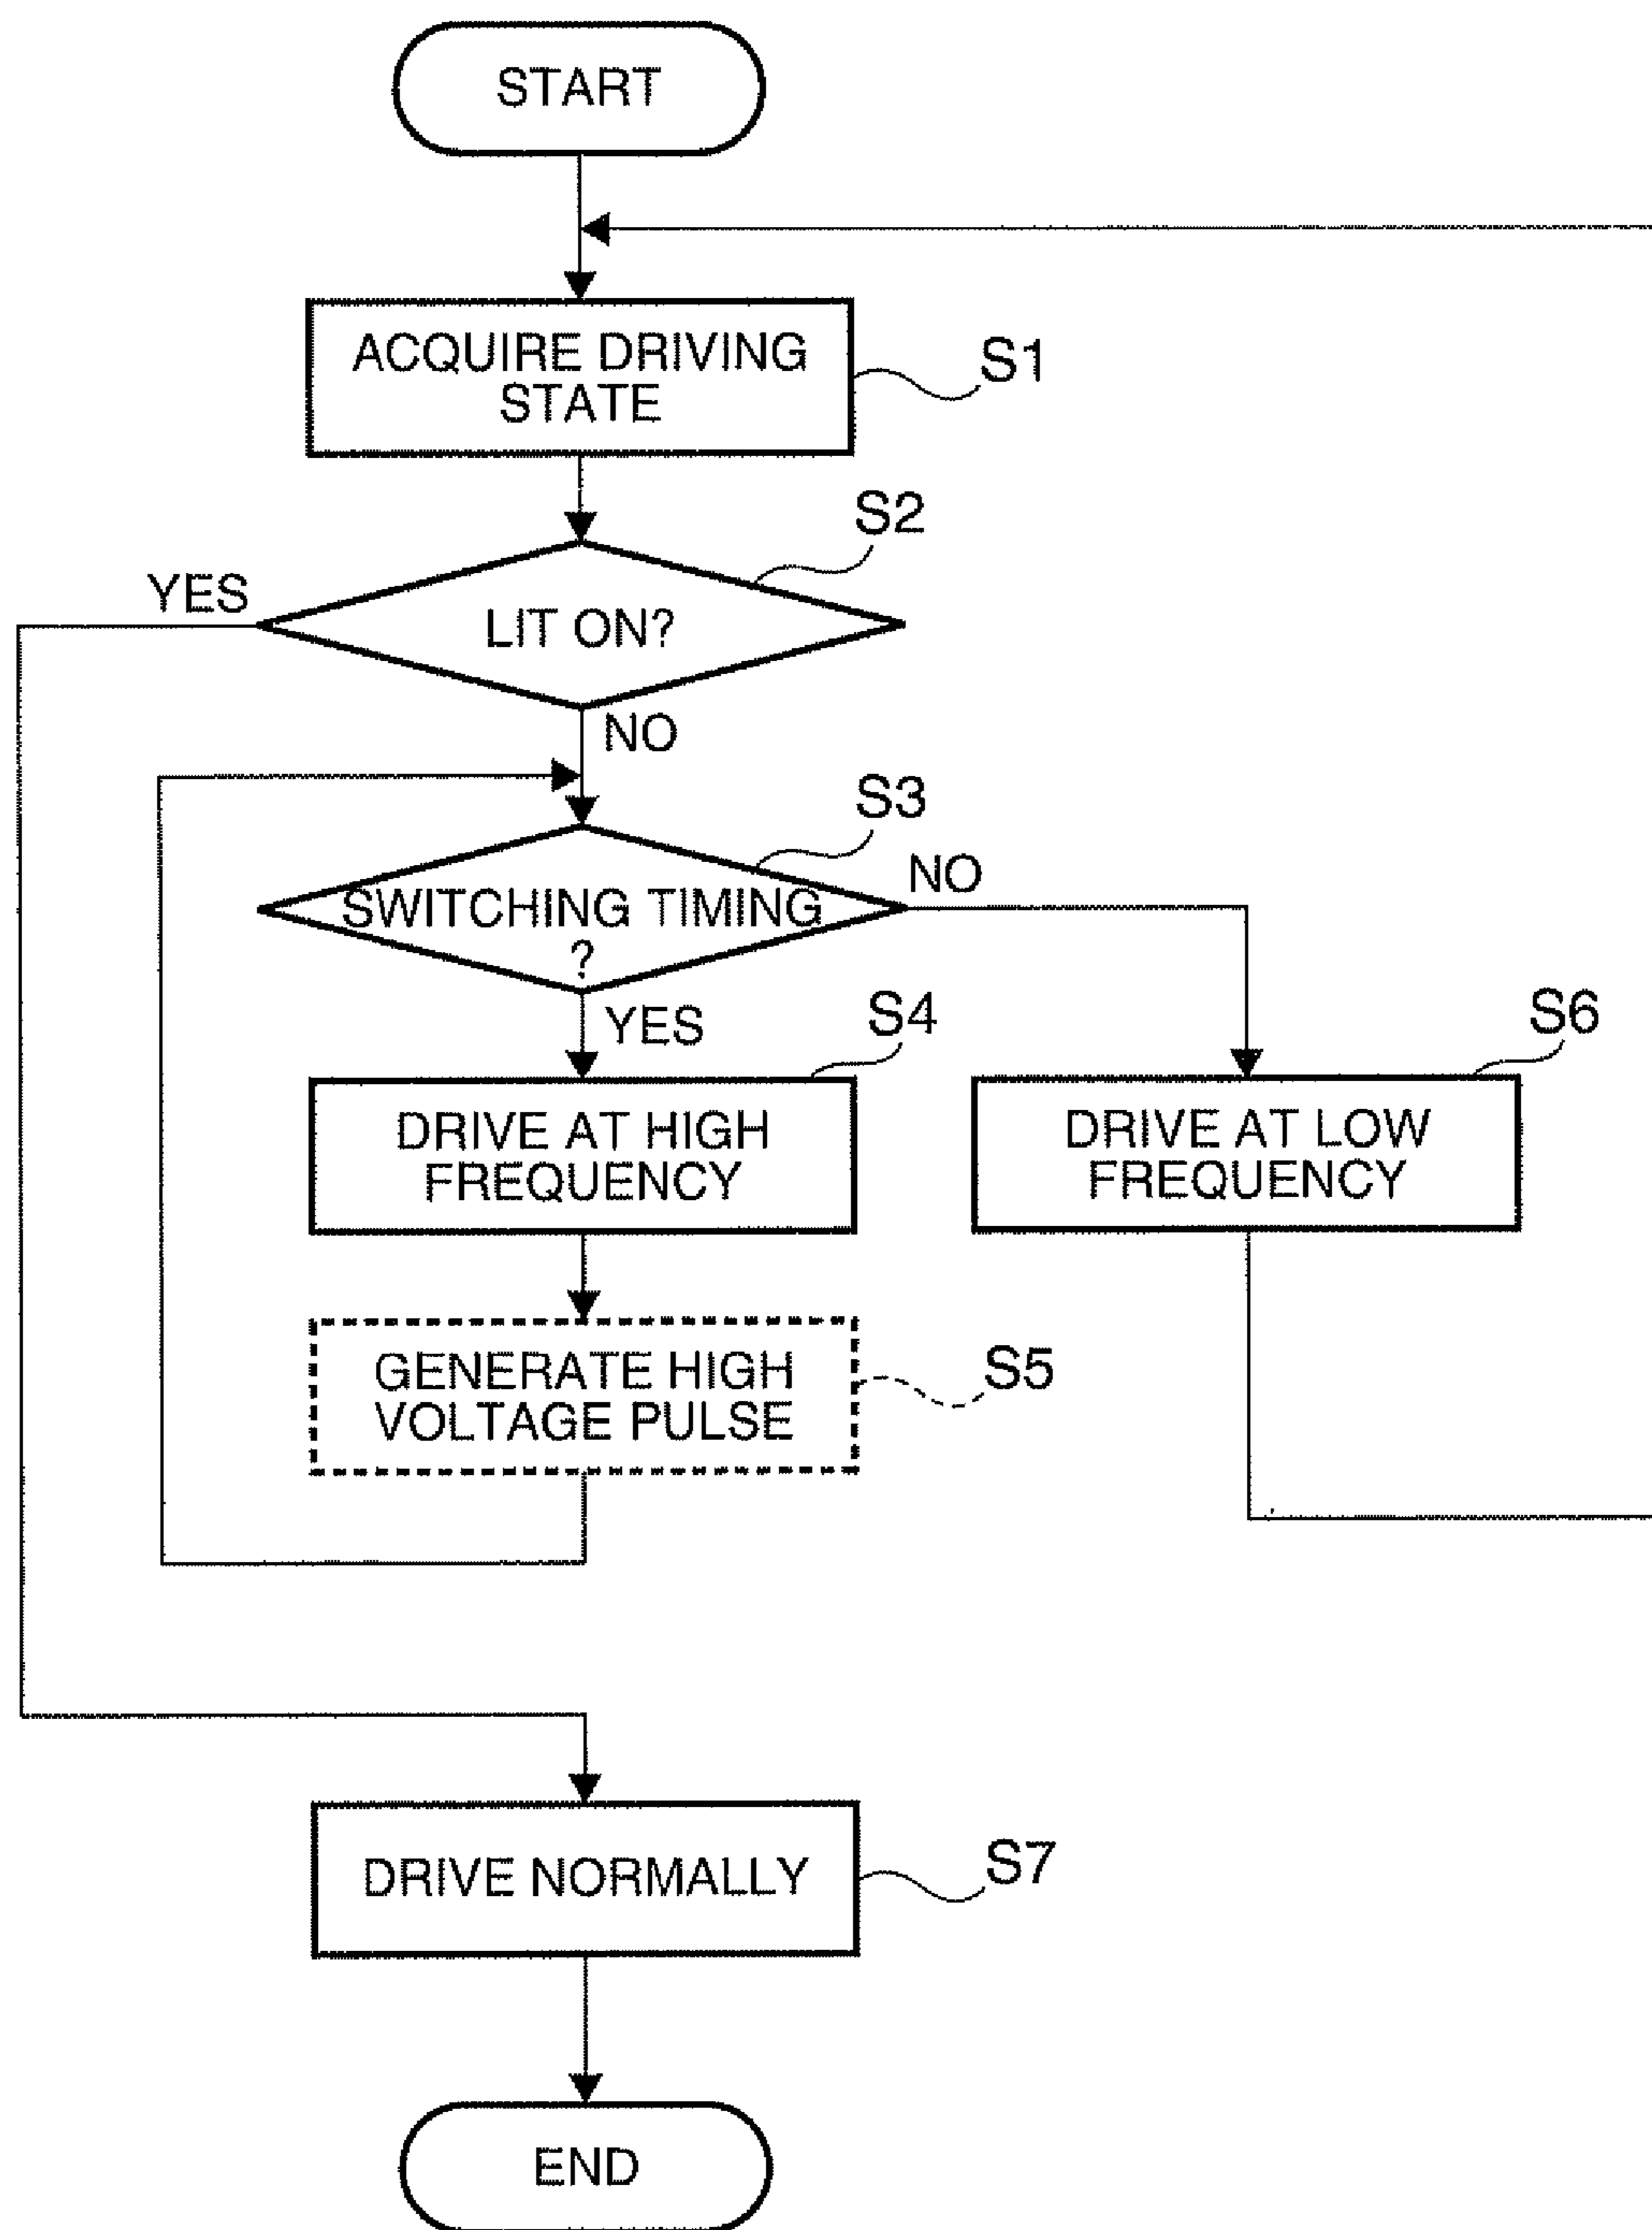 START
ACQUIRE DRIVING
STATE
S1
S2
YES
LIT ON?
NO
S3
NO
SWITCHING TIMING
?
YES
S4
S6
DRIVE AT HIGH
FREQUENCY
DRIVE AT LOW
FREQUENCY
GENERATE HIGH
VOLTAGE PULSE
S5
DRIVE NORMALLY
S7
END